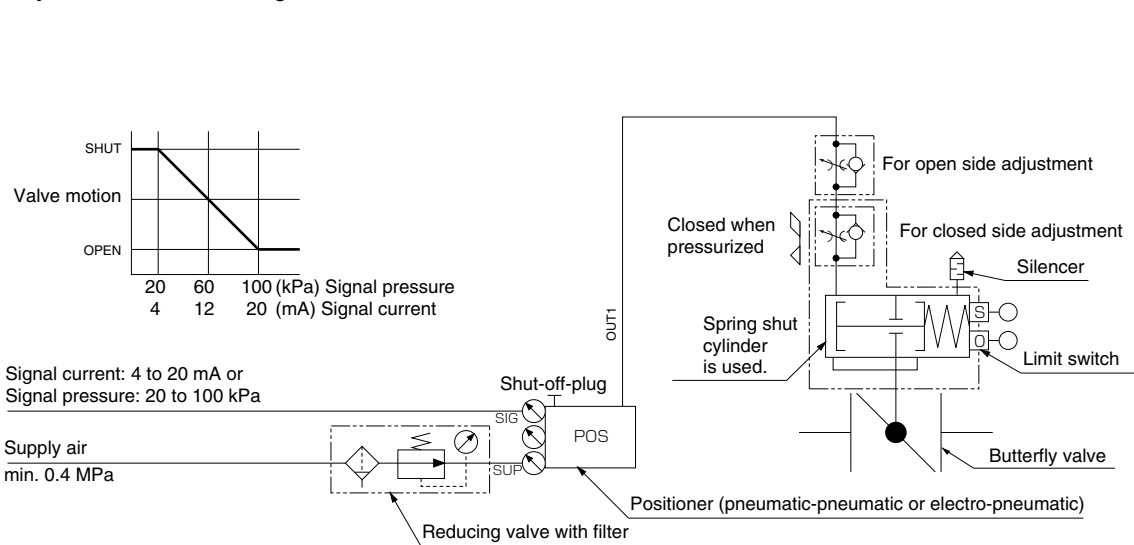 SHUT
Valve motion
OPEN
20 60 100 (kPa) Signal pressure
4 12 20 (mA) Signal current
For open side adjustment
Closed when
pressurized
For closed side adjustment
Silencer
OUT1
Spring shut
cylinder
is used.
S
O
Limit switch
Signal current: 4 to 20 mA or
Signal pressure: 20 to 100 kPa
Shut-off-plug
SIG
POS
Supply air
SUP
min. 0.4 MPa
Butterfly valve
Positioner (pneumatic-pneumatic or electro-pneumatic)
Reducing valve with filter